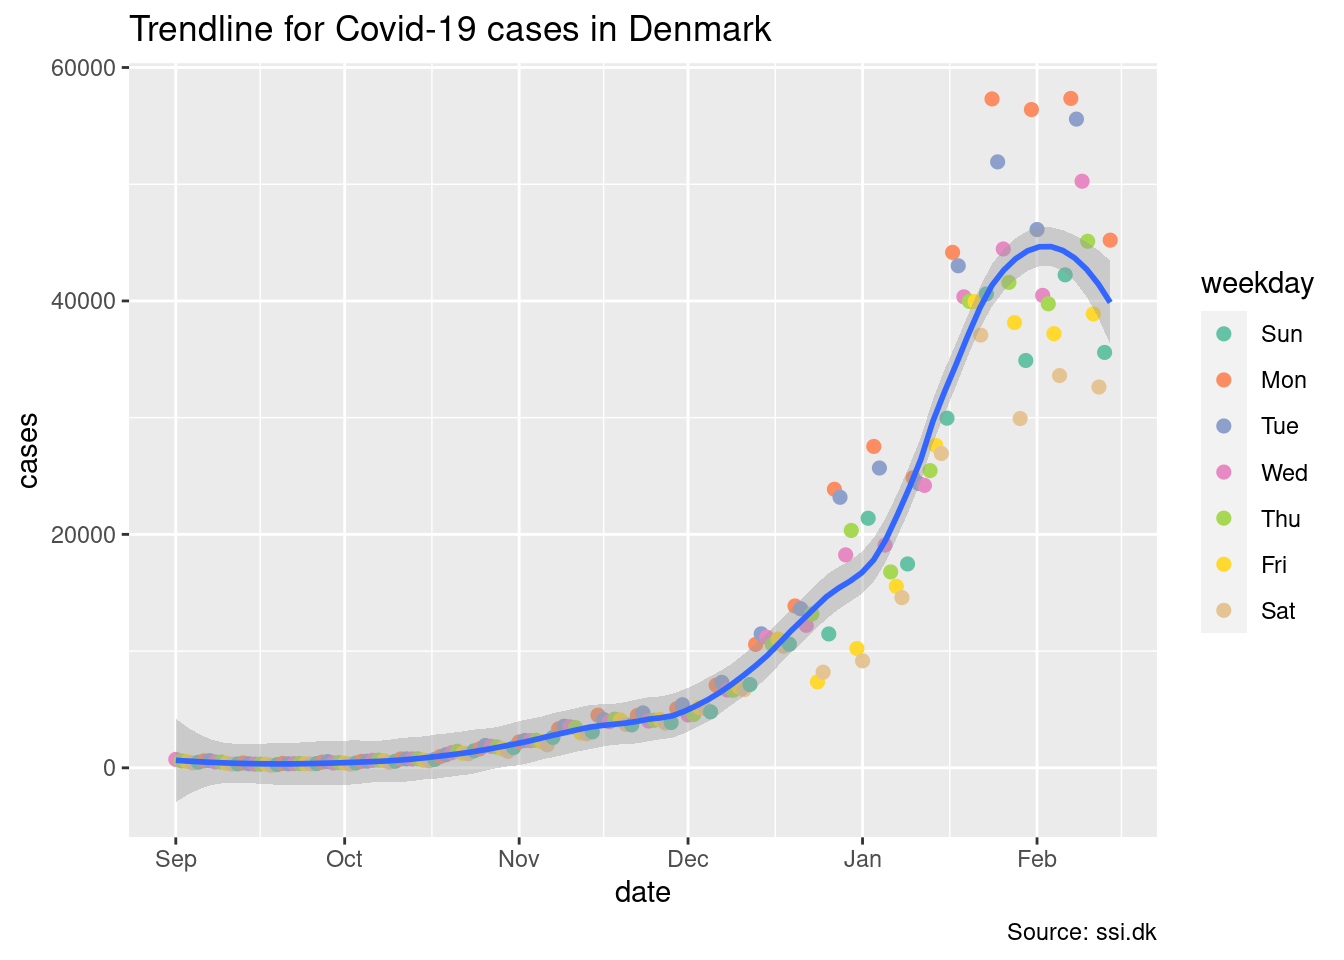 Trendline for Covid-19 cases in Denmark
60000
40000
20000
0
cases
Sep Oct Nov Dec Jan Feb
date
weekday
Sun
Mon
Tue
Wed
Thu
Fri
Sat
Source: ssi.dk